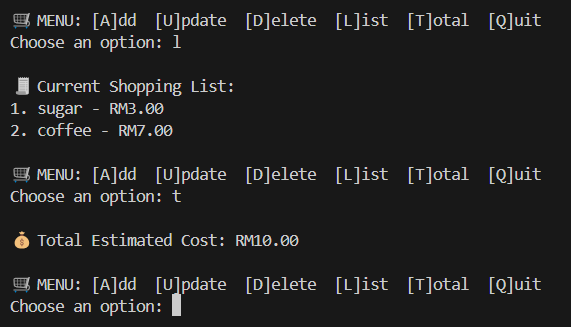 🛒 MENU: [A]dd  [U]pdate  [D]elete  [L]ist  [T]otal  [Q]uit
Choose an option: l
🧾 Current Shopping List:
1. sugar - RM3.00
2. coffee - RM7.00
🛒 MENU: [A]dd  [U]pdate  [D]elete  [L]ist  [T]otal  [Q]uit
Choose an option: t
💰 Total Estimated Cost: RM10.00
🛒 MENU: [A]dd  [U]pdate  [D]elete  [L]ist  [T]otal  [Q]uit
Choose an option: